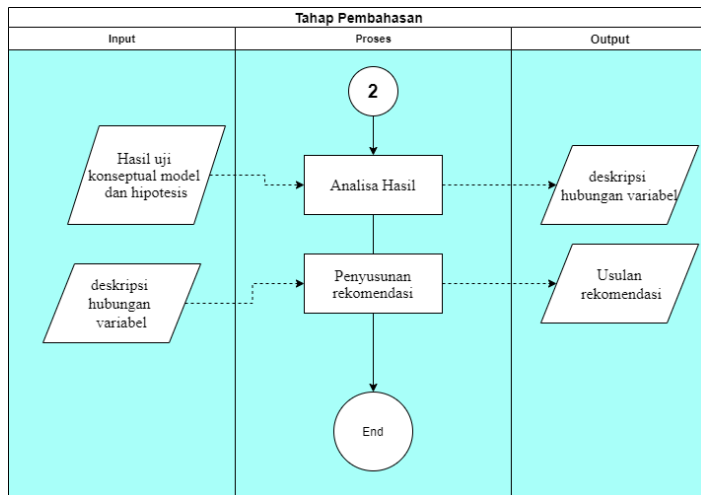 Tahap Pembahasan
Input
Proses
Output
2
Hasil uji
konseptual model
dan hipotesis
Analisa Hasil
deskripsi
hubungan variabel
deskripsi
hubungan
variabel
Penyusunan
rekomendasi
Usulan
rekomendasi
End